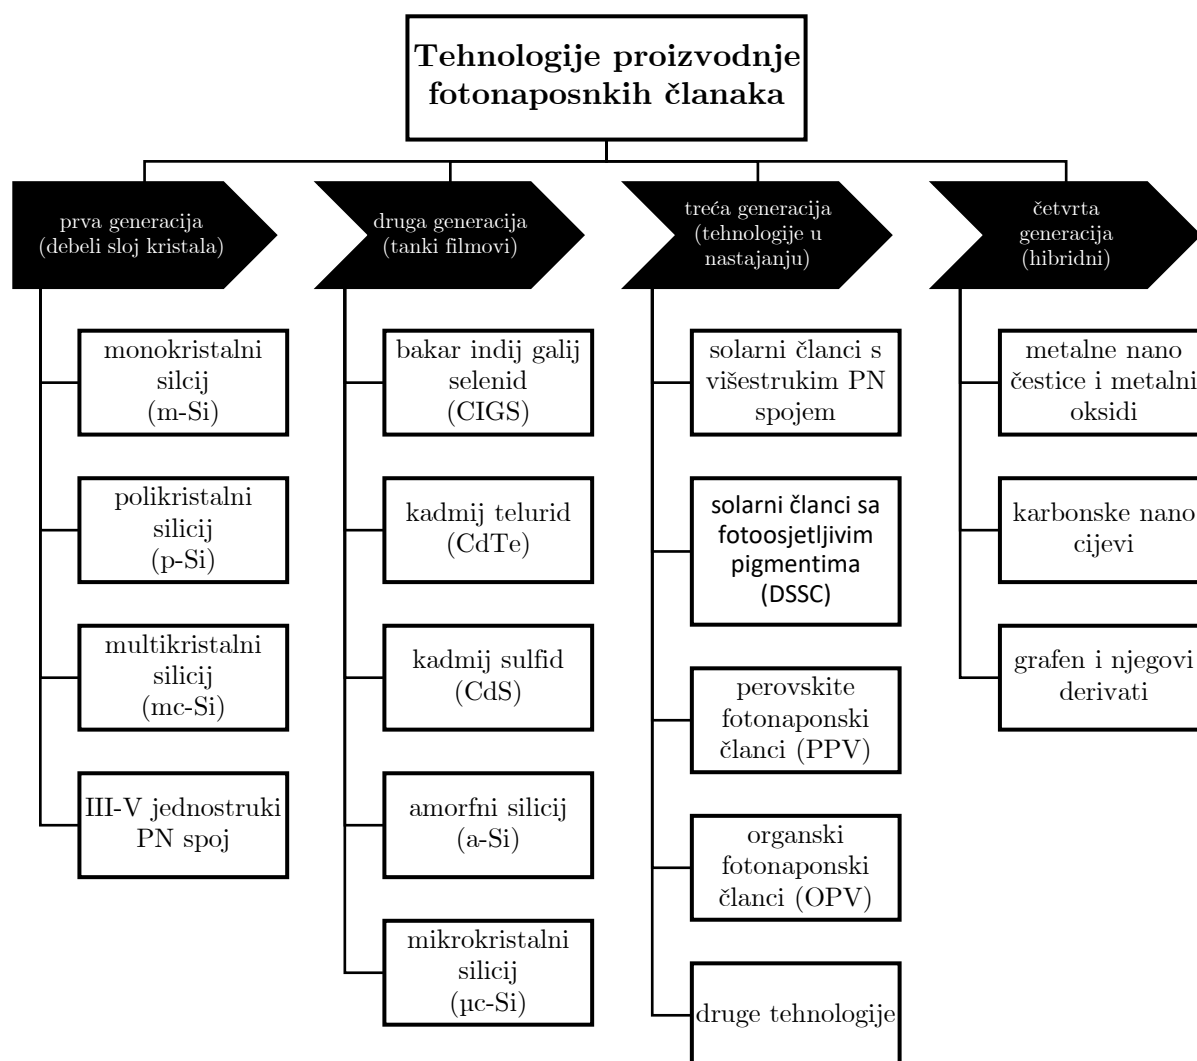 Tehnologije proizvodnje
fotonaposnkih članaka
prva generacija
(debeli sloj kristala)
druga generacija
(tanki filmovi)
treća generacija
(tehnologije u
nastajanju)
četvrta
generacija
(hibridni)
monokristalni
silcij
(m-Si)
polikristalni
silicij
(p-Si)
multikristalni
silicij
(mc-Si)
III-V jednostruki
PN spoj
bakar indij galij
selenid
(CIGS)
kadmij telurid
(CdTe)
kadmij sulfid
(CdS)
amorfni silicij
(a-Si)
mikrokristalni
silicij
(µc-Si)
solarni članci s
višestrukim PN
spojem
solarni članci sa
fotoosjetljivim
pigmentima
(DSSC)
perovskite
fotonaponski
članci (PPV)
organski
fotonaponski
članci (OPV)
druge tehnologije
metalne nano
čestice i metalni
oksidi
karbonske nano
cijevi
grafen i njegovi
derivati